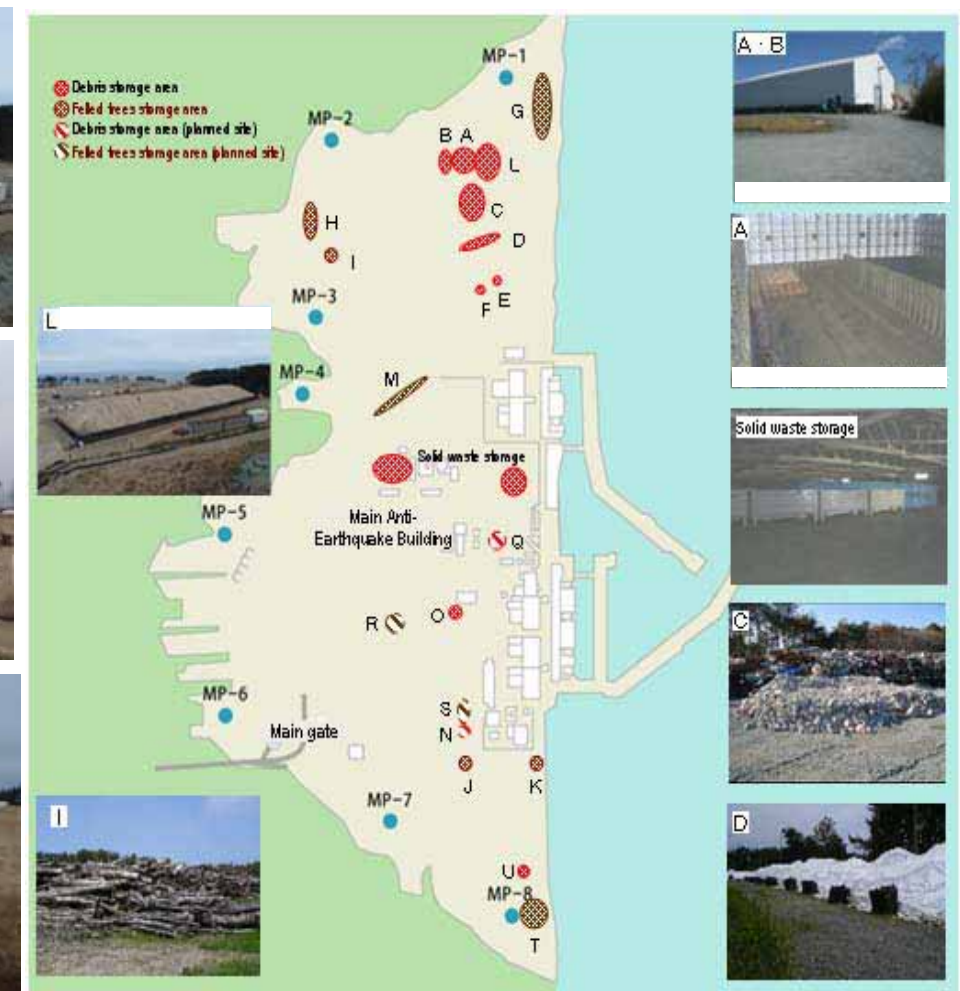 MP-1
A · B
Debris storage area
Felled trees storage area
Debris storage area (planned site)
Felled trees storage area (planned site)
MP-2
G
B A
L
C
H
D
A
I
E
F
MP-3
L
MP-4
M
Solid waste storage
Solid waste storage
MP-5
Main Anti-
Earthquake Building
Q
O
R
C
MP-6
S
Main gate
N
J
K
MP-7
I
D
U
MP-8
T